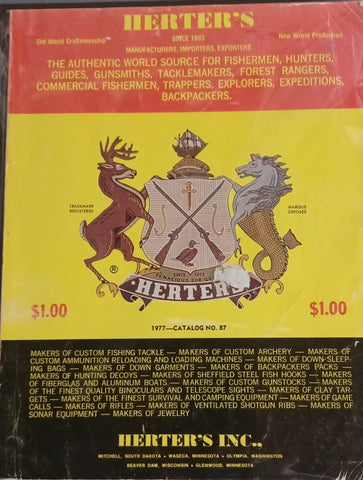 HERTER'S
Old World Craftsmanship
SINCE 1893
New World Production
MANUFACTURERS, IMPORTERS, EXPORTERS
THE AUTHENTIC WORLD SOURCE FOR FISHERMEN, HUNTERS,
GUIDES, GUNSMITHS, TACKLEMAKERS, FOREST RANGERS,
COMMERCIAL FISHERMEN, TRAPPERS, EXPLORERS, EXPEDITIONS,
BACKPACKERS.
TRADEMARK
REGISTERED
MARQUE
DEPOSEE
SINCE 1893
TENACIOUS FOR
®
HERTER'S
$1.00
$1.00
1977—CATALOG NO. 87
MAKERS OF CUSTOM FISHING TACKLE — MAKERS OF CUSTOM ARCHERY — MAKERS OF
CUSTOM AMMUNITION RELOADING AND LOADING MACHINES — MAKERS OF DOWN SLEEP-
ING BAGS — MAKERS OF DOWN GARMENTS — MAKERS OF BACKPACKERS PACKS —
MAKERS OF HUNTING DECOYS — MAKERS OF SHEFFIELD STEEL FISH HOOKS — MAKERS
OF FIBERGLAS AND ALUMINUM BOATS — MAKERS OF CUSTOM GUNSTOCKS — MAKERS
OF THE FINEST QUALITY BINOCULARS AND TELESCOPE SIGHTS — MAKERS OF CLAY TAR-
GETS — MAKERS OF THE FINEST SURVIVAL AND CAMPING EQUIPMENT — MAKERS OF GAME
CALLS — MAKERS OF RIFLES — MAKERS OF VENTILATED SHOTGUN RIBS — MAKERS OF
SONAR EQUIPMENT — MAKERS OF JEWELRY
HERTER'S INC.,
MITCHELL, SOUTH DAKOTA • WASECA, MINNESOTA • OLYMPIA, WASHINGTON
BEAVER DAM, WISCONSIN • GLENWOOD, MINNESOTA